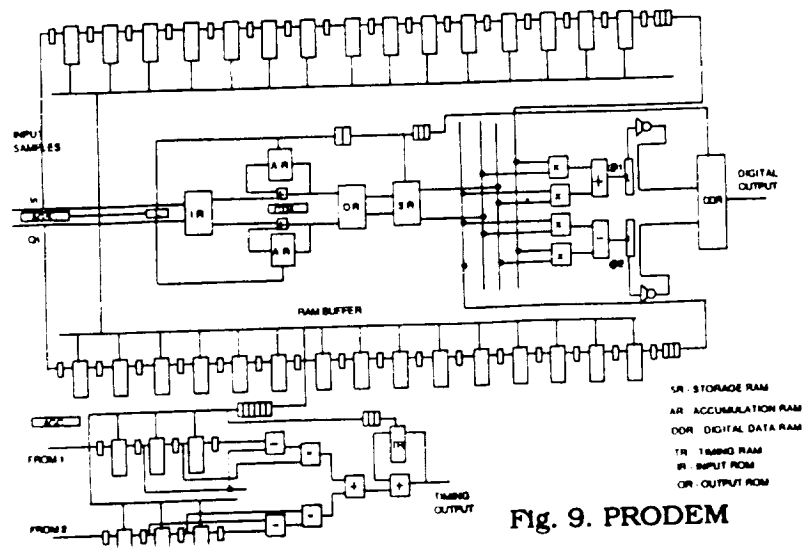 INPUT
SAMPLES
AR
IR
OR
SR
AR
x
x
x
x
+
-
@1
@2
DDR
DIGITAL
OUTPUT
RAM BUFFER
FROM 1
FROM 2
-
-
-
-
+
+
TR
TIMING
OUTPUT
SR - STORAGE RAM
AR - ACCUMULATION RAM
DDR - DIGITAL DATA RAM
TR - TIMING RAM
IR - INPUT ROM
OR - OUTPUT ROM
Fig. 9. PRODEM